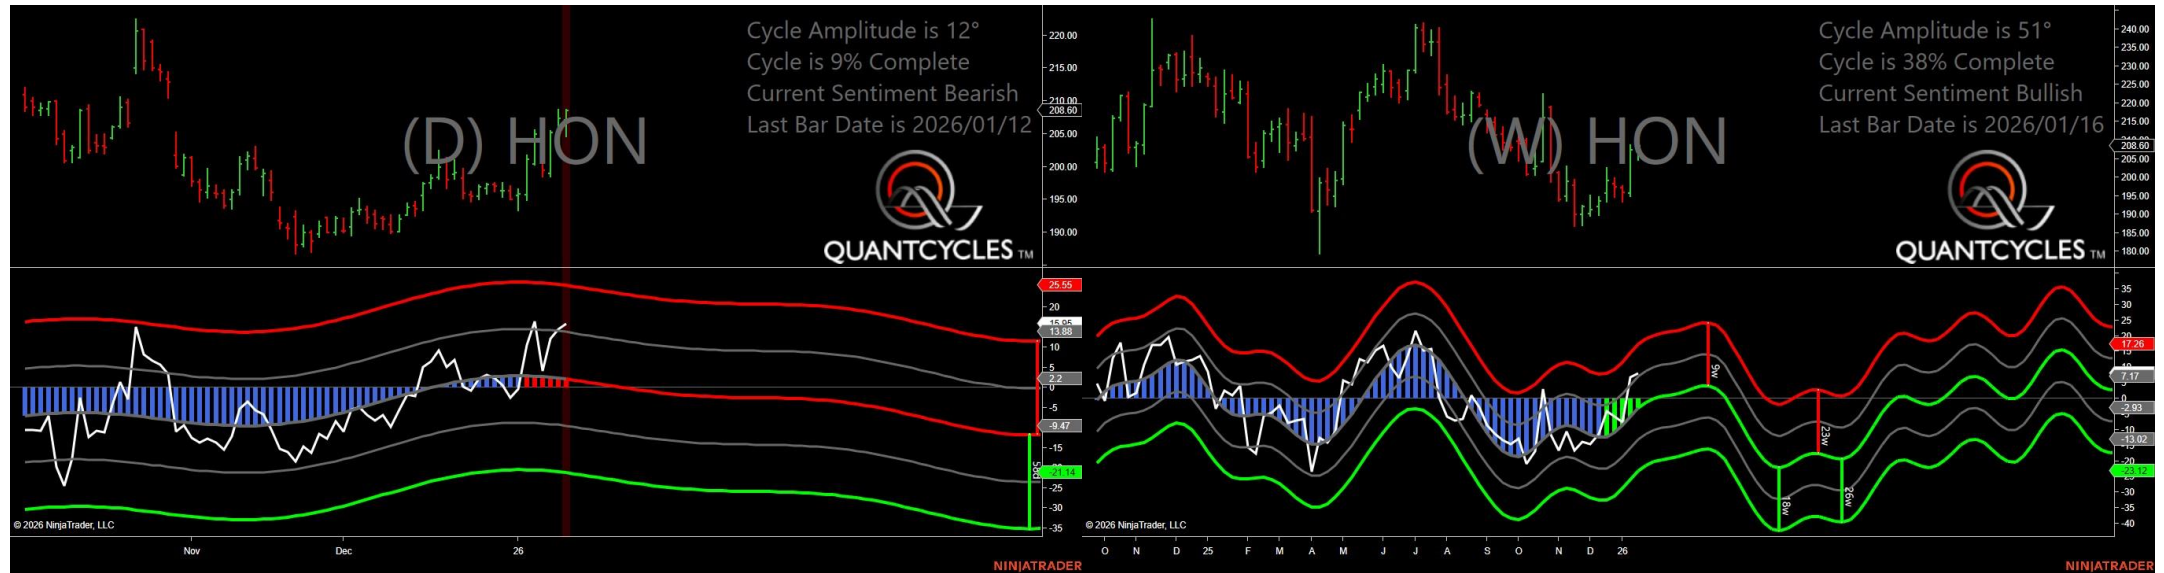 Cycle Amplitude is 12°
Cycle is 9% Complete
Current Sentiment Bearish
Last Bar Date is 2026/01/12
(D) HON
QUANTCYCLES TM
220.00
215.00
210.00
208.60
205.00
200.00
195.00
190.00
25.55
20
15.95
13.88
10
5
2.2
0
-5
-9.47
-15
-21.14
-25
-30
-35
58d
© 2026 NinjaTrader, LLC
Nov
Dec
26
NINJATRADER
Cycle Amplitude is 51°
Cycle is 38% Complete
Current Sentiment Bullish
Last Bar Date is 2026/01/16
(W) HON
QUANTCYCLES TM
240.00
235.00
230.00
225.00
220.00
215.00
208.60
205.00
200.00
195.00
190.00
185.00
180.00
35
30
25
20
17.26
7.17
0
-2.93
-13.02
-20
-23.12
-30
-35
-40
9w
23w
18w
26w
© 2026 NinjaTrader, LLC
O N D 25 F M A M J J A S O N D 26
NINJATRADER